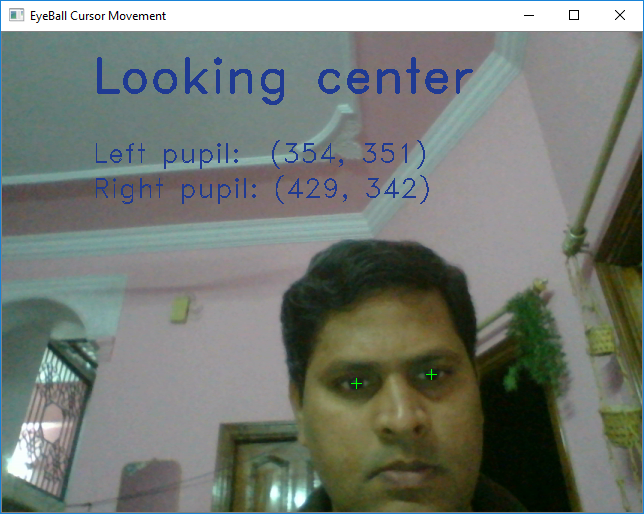 EyeBall Cursor Movement
Looking center
Left pupil: (354, 351)
Right pupil: (429, 342)